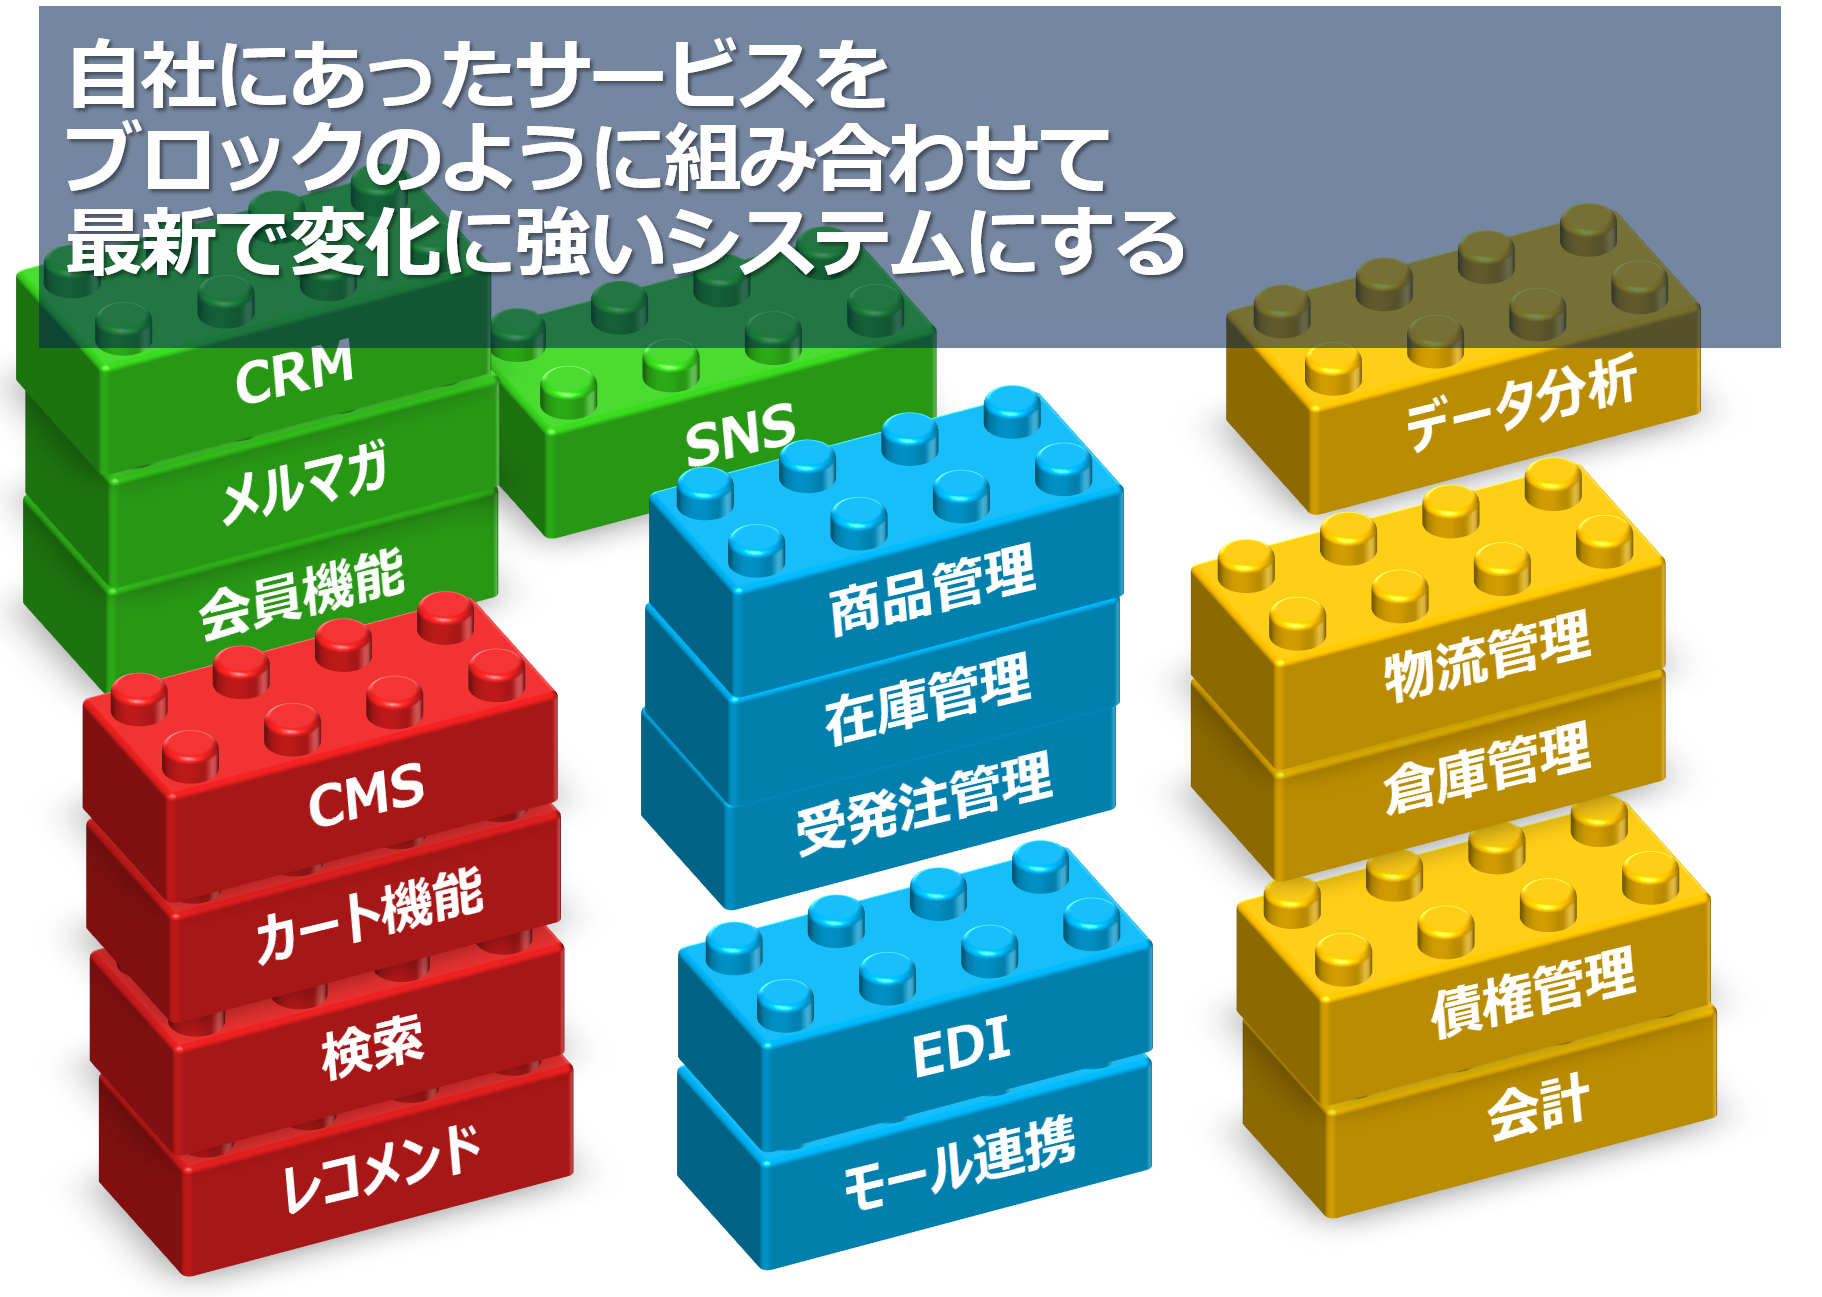 自社にあったサービスを
ブロックのように組み合わせて
最新で変化に強いシステムにする
CRM
メルマガ
会員機能
SNS
CMS
カート機能
検索
レコメンド
商品管理
在庫管理
受発注管理
EDI
モール連携
データ分析
物流管理
倉庫管理
債権管理
会計